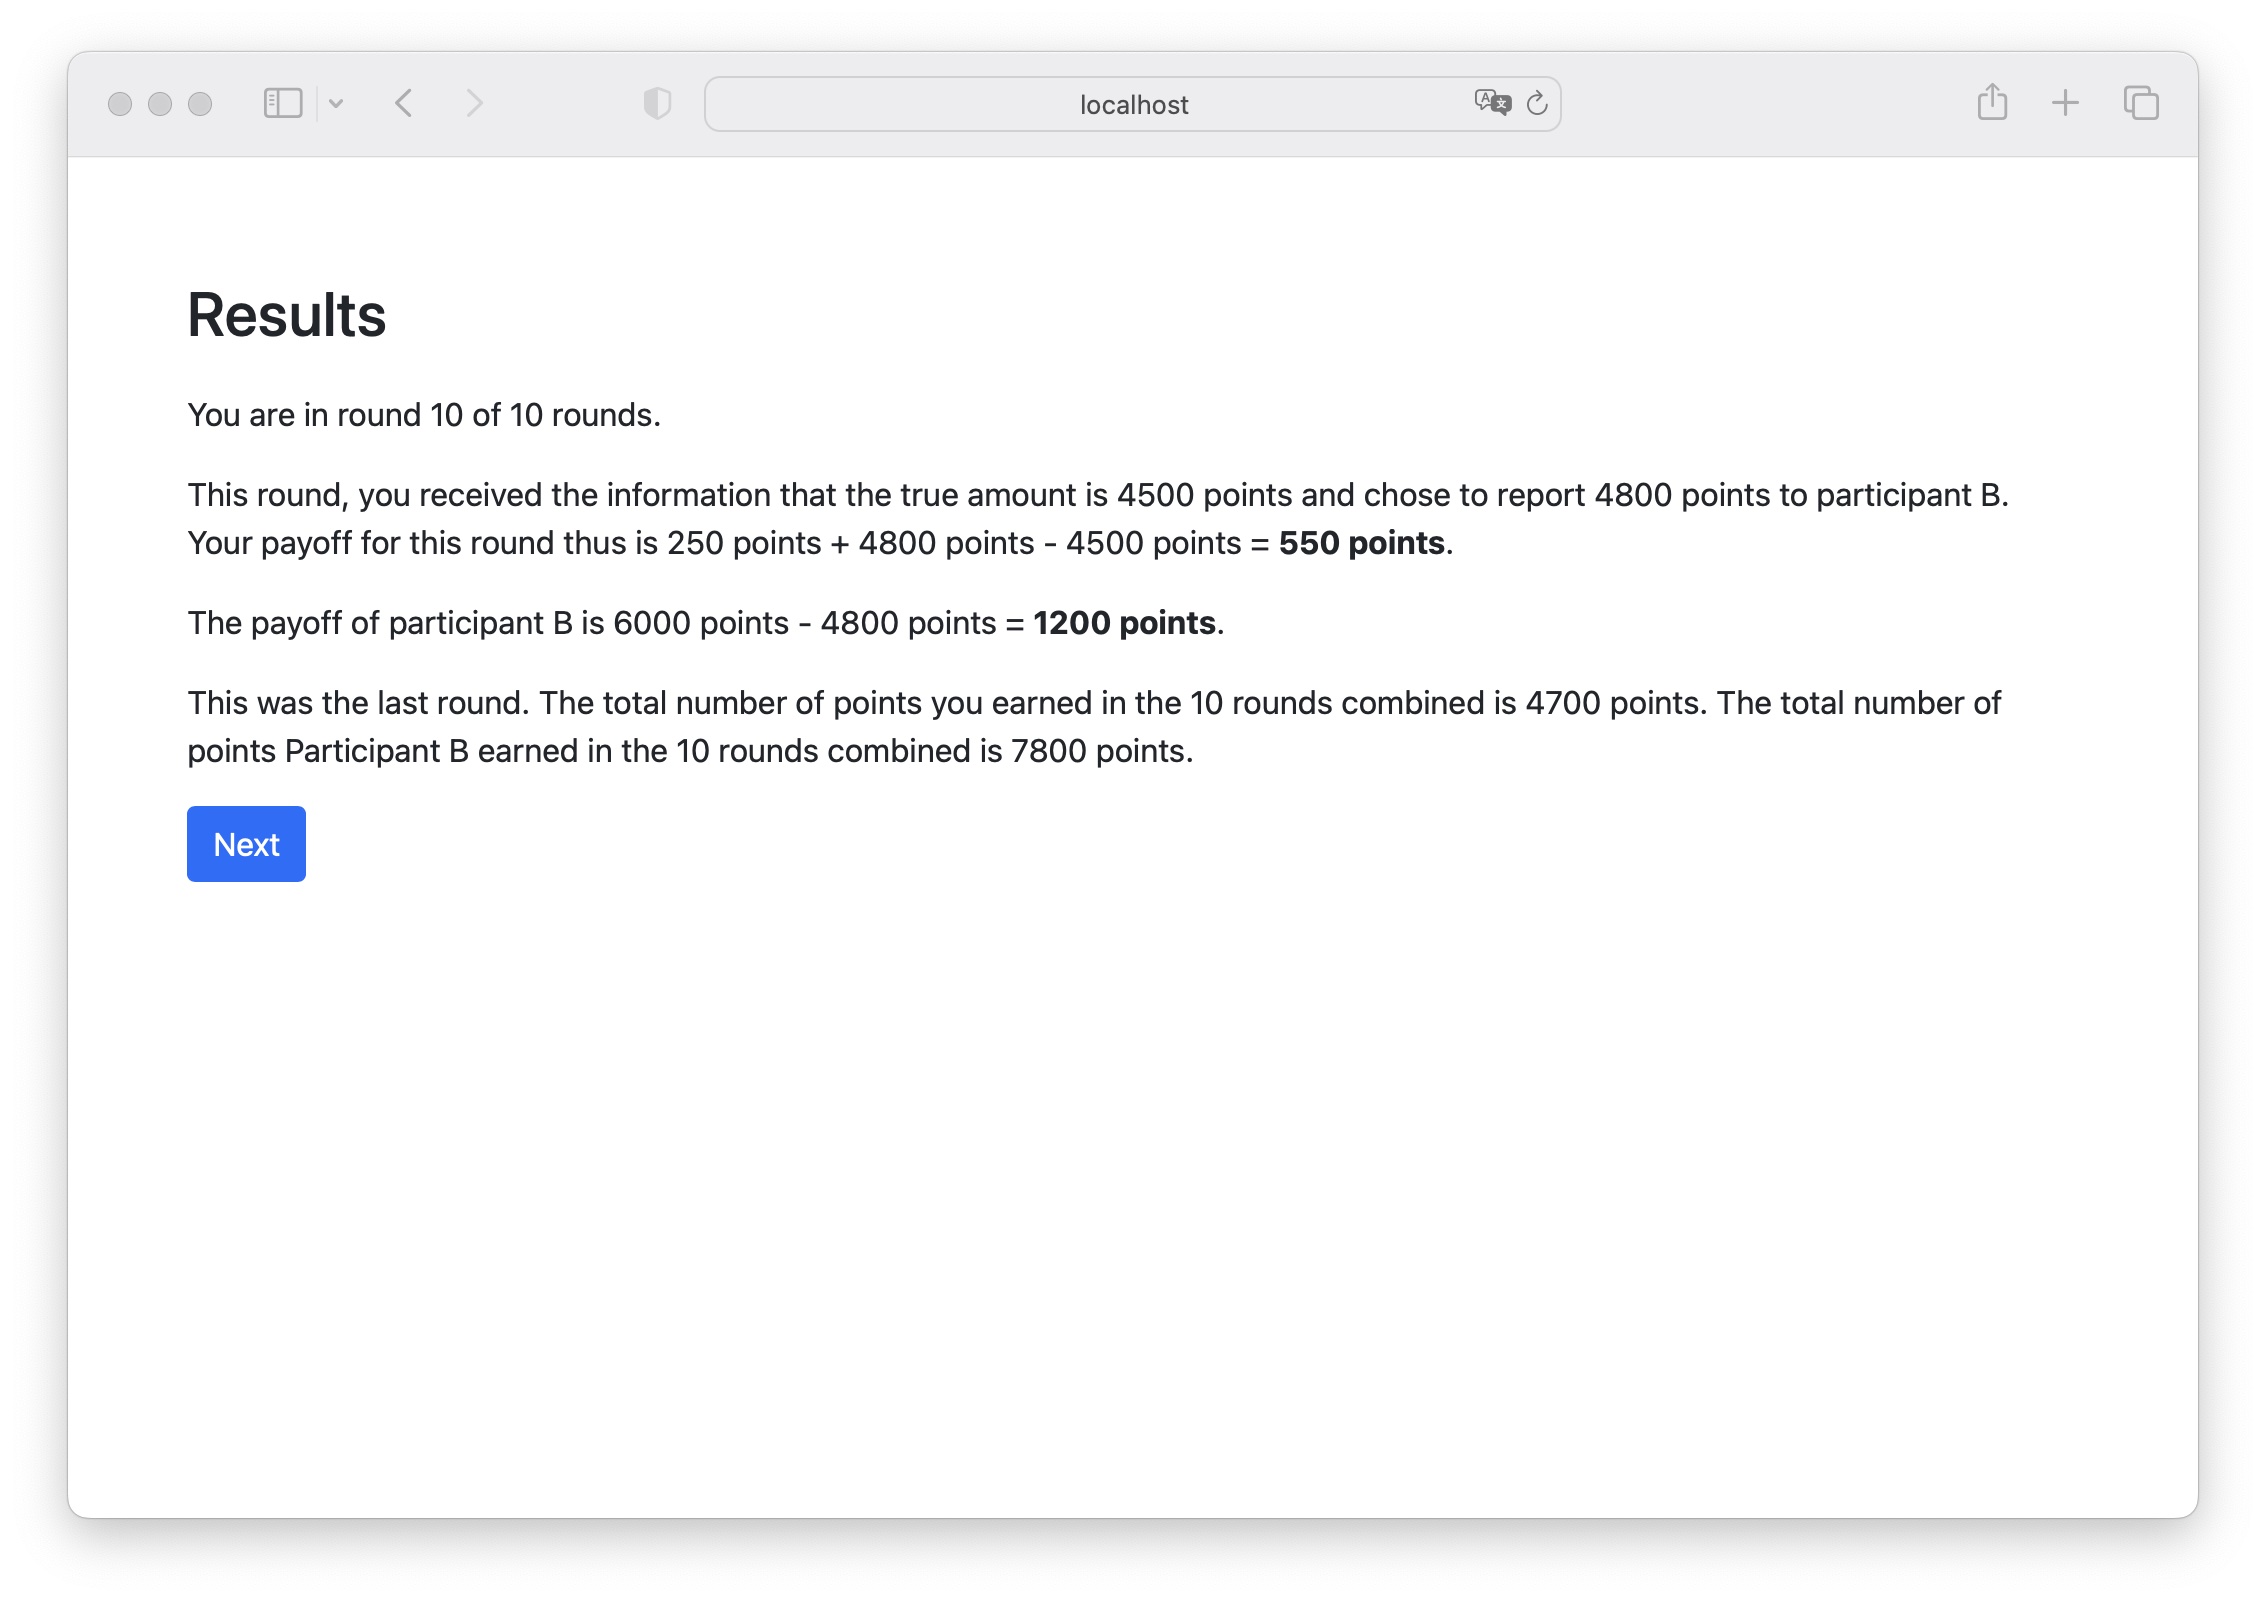 localhost
Results
You are in round 10 of 10 rounds.
This round, you received the information that the true amount is 4500 points and chose to report 4800 points to participant B.
Your payoff for this round thus is 250 points + 4800 points - 4500 points = 550 points.
The payoff of participant B is 6000 points - 4800 points = 1200 points.
This was the last round. The total number of points you earned in the 10 rounds combined is 4700 points. The total number of
points Participant B earned in the 10 rounds combined is 7800 points.
Next